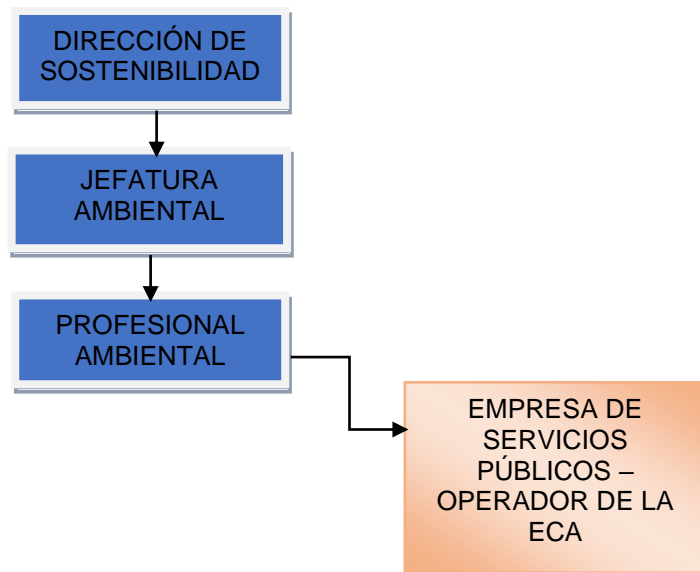 DIRECCIÓN DE
SOSTENIBILIDAD
JEFATURA
AMBIENTAL
PROFESIONAL
AMBIENTAL
EMPRESA DE
SERVICIOS
PÚBLICOS –
OPERADOR DE LA
ECA